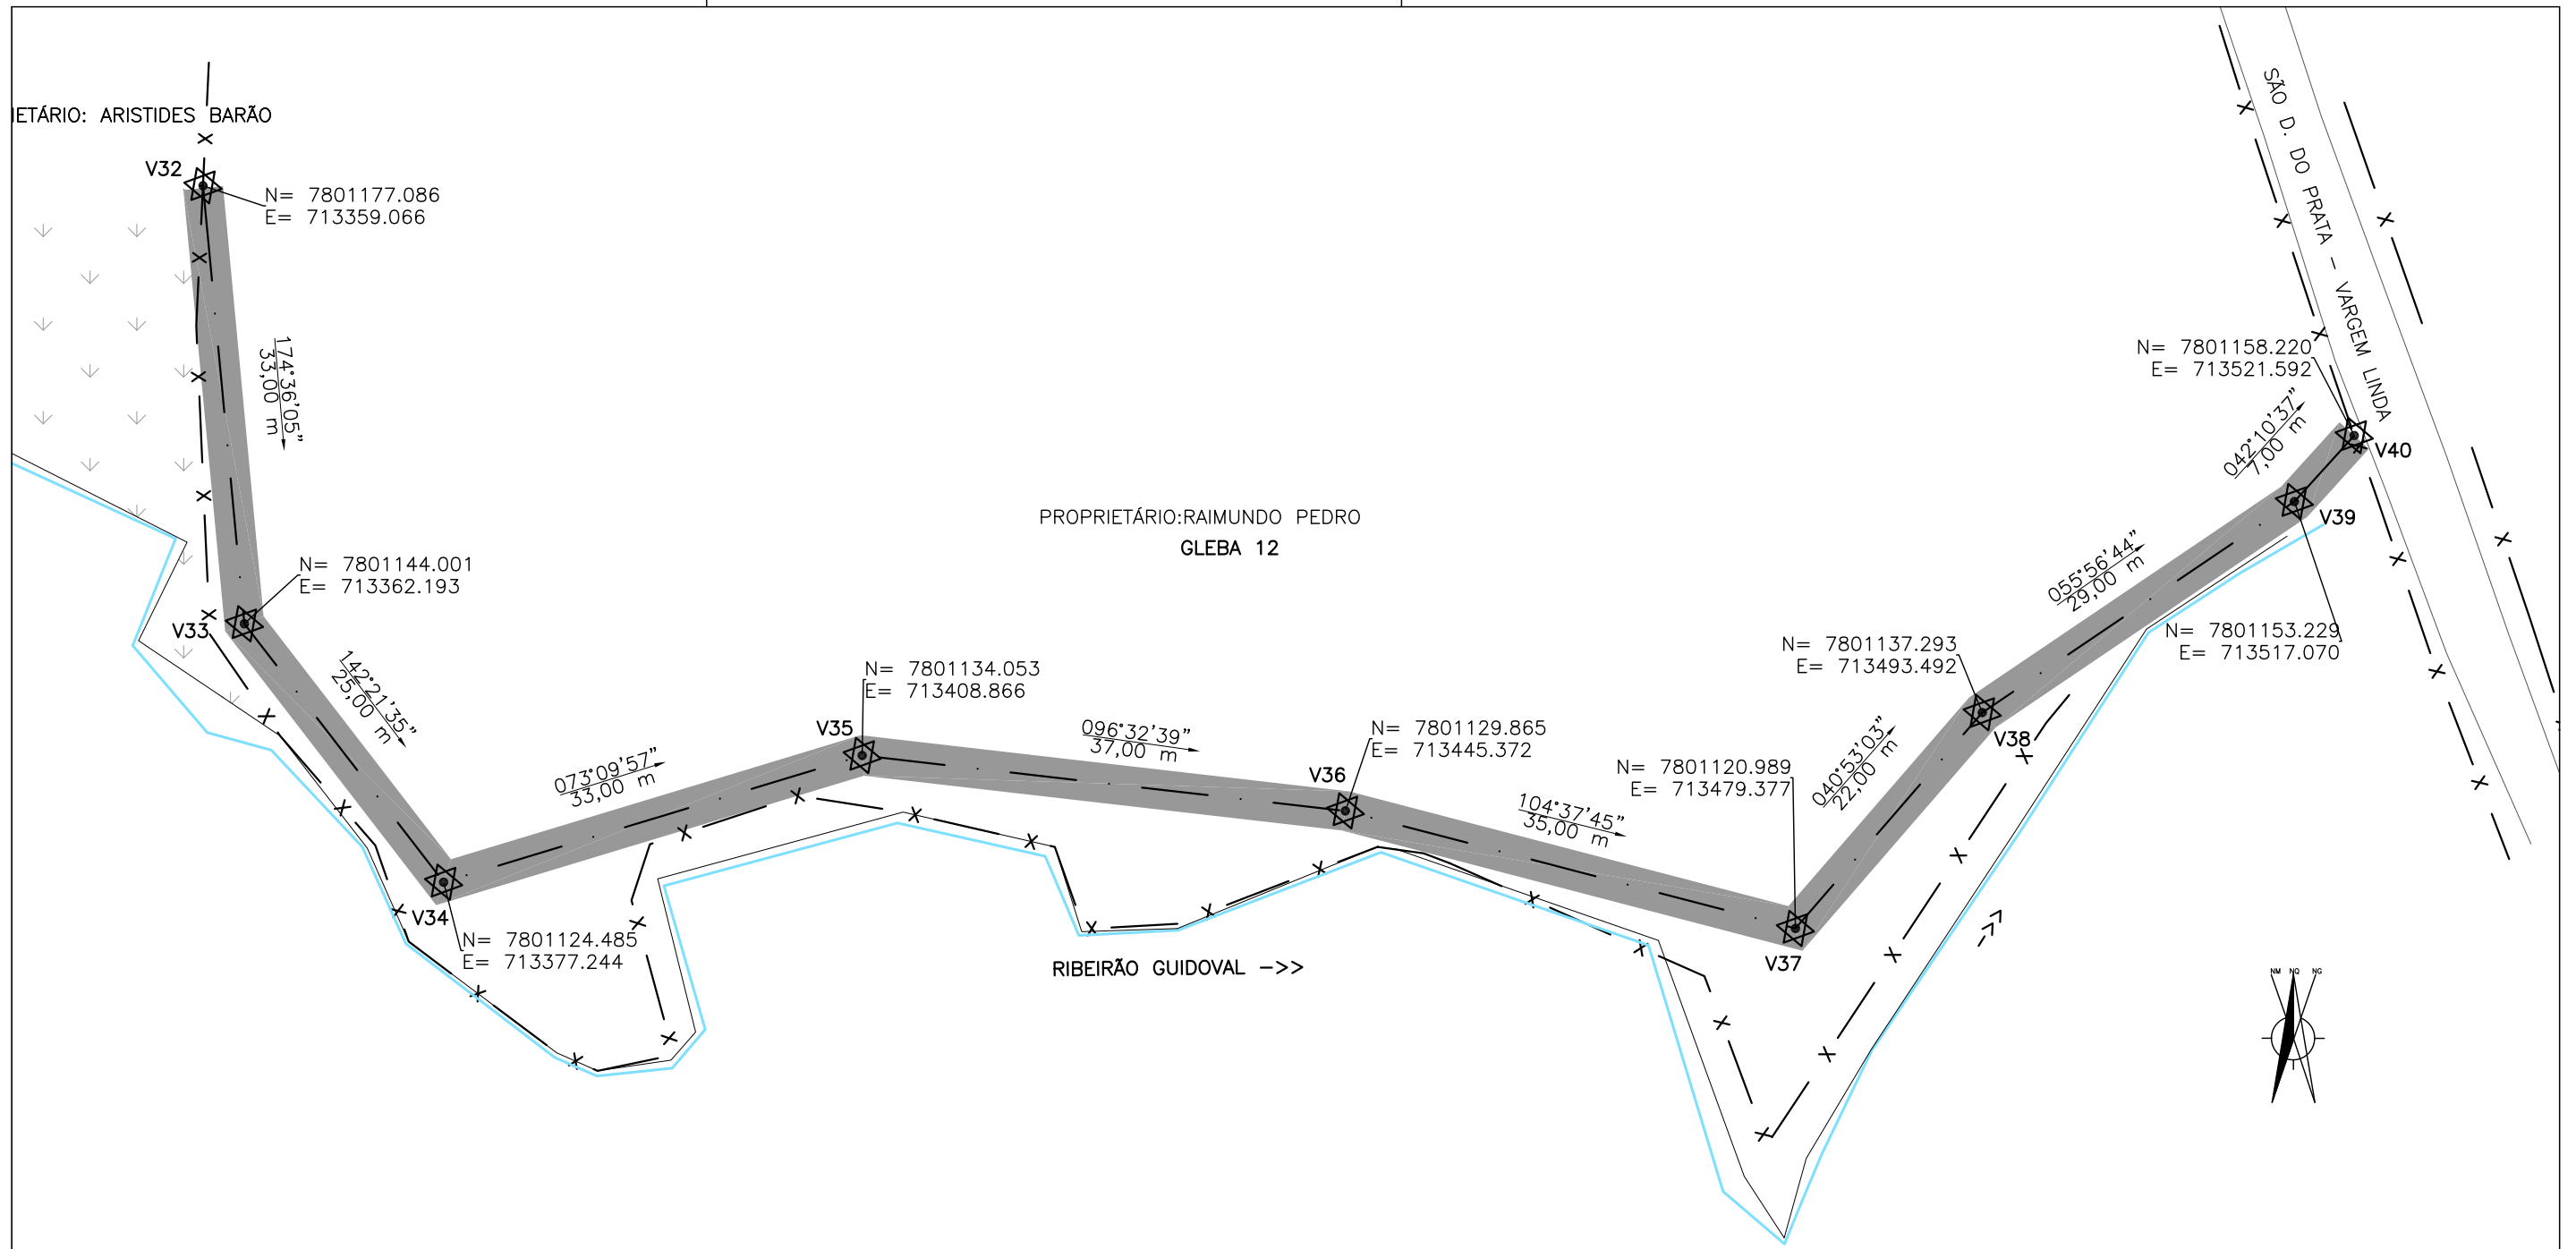 IETÁRIO: ARISTIDES BARÃO
V32
N= 7801177.086
E= 713359.066
174°36'05"
33,00 m
N= 7801144.001
E= 713362.193
V33
142°21'35"
25,00 m
V34
N= 7801124.485
E= 713377.244
073°09'57"
33,00 m
N= 7801134.053
E= 713408.866
V35
096°32'39"
37,00 m
PROPRIETÁRIO:RAIMUNDO PEDRO
GLEBA 12
N= 7801129.865
E= 713445.372
V36
104°37'45"
35,00 m
RIBEIRÃO GUIDOVAL ->>
N= 7801120.989
E= 713479.377
V37
040°53'03"
22,00 m
N= 7801137.293
E= 713493.492
V38
055°56'44"
29,00 m
N= 7801153.229
E= 713517.070
V39
042°10'37"
7,00 m
N= 7801158.220
E= 713521.592
V40
SÃO D. DO PRATA - VARGEM LINDA
NM NQ NG